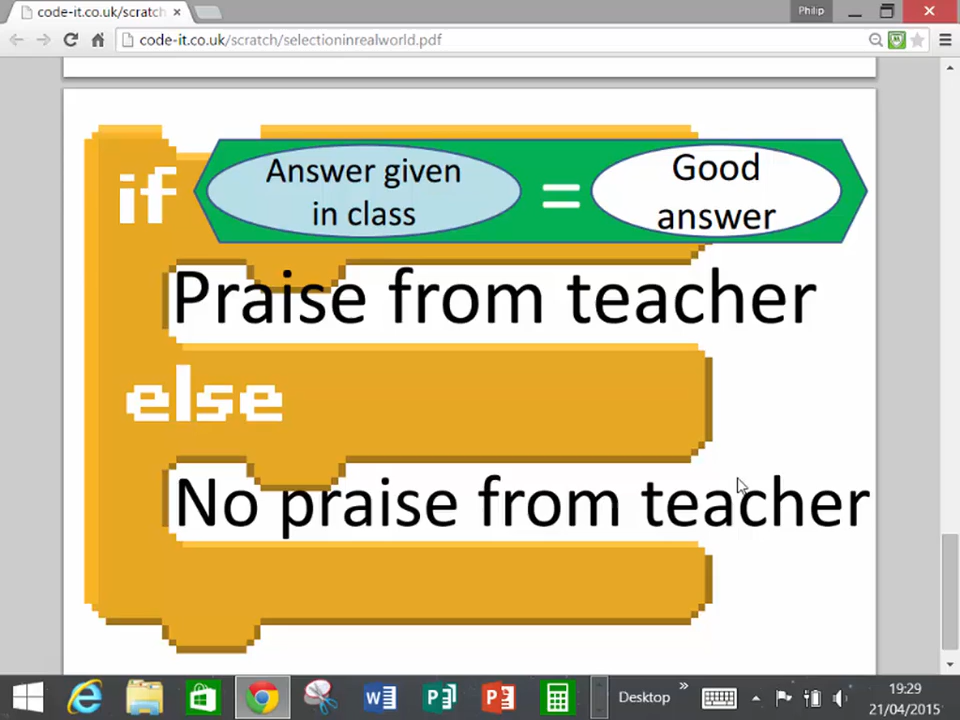 code-it.co.uk/scratch
Philip
code-it.co.uk/scratch/selectioninrealworld.pdf
if
Answer given
in class
=
Good
answer
Praise from teacher
else
No praise from teacher
Desktop
19:29
21/04/2015